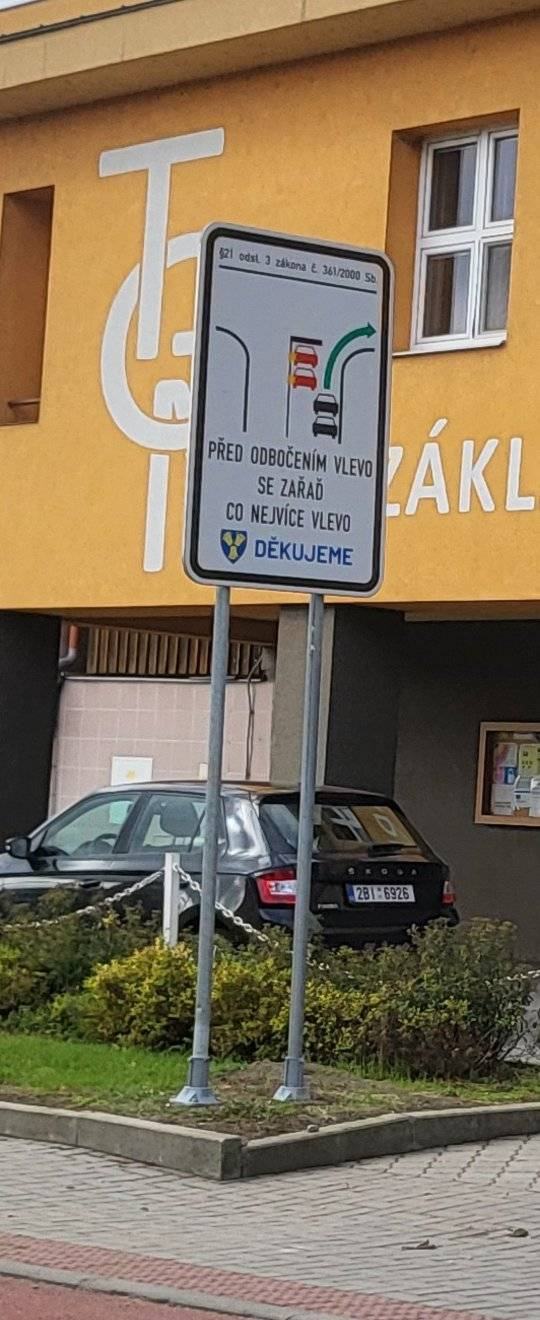 §21 odst. 3 zákona č. 361/2000 Sb.
PŘED ODBOČENÍM VLEVO
SE ZAŘAĎ
CO NEJVÍCE VLEVO
DĚKUJEME
ZÁKL
ŠKODA
2BI 6926